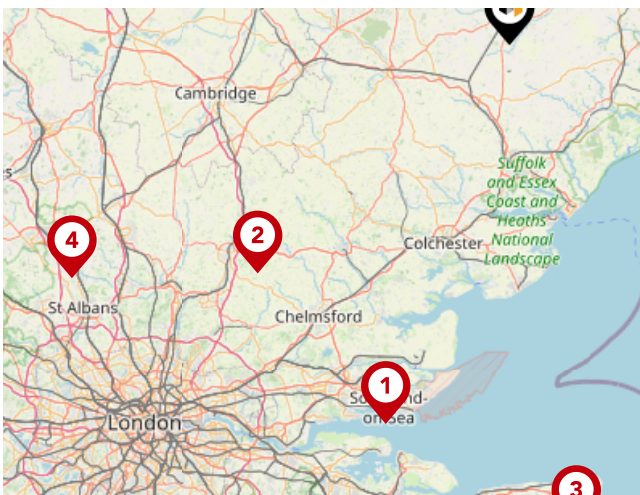 Cambridge
s
Suffolk
and Essex
Coast and
Heaths
National
Landscape
4
2
Colchester
St Albans
Chelmsford
1
on Sea
London
3